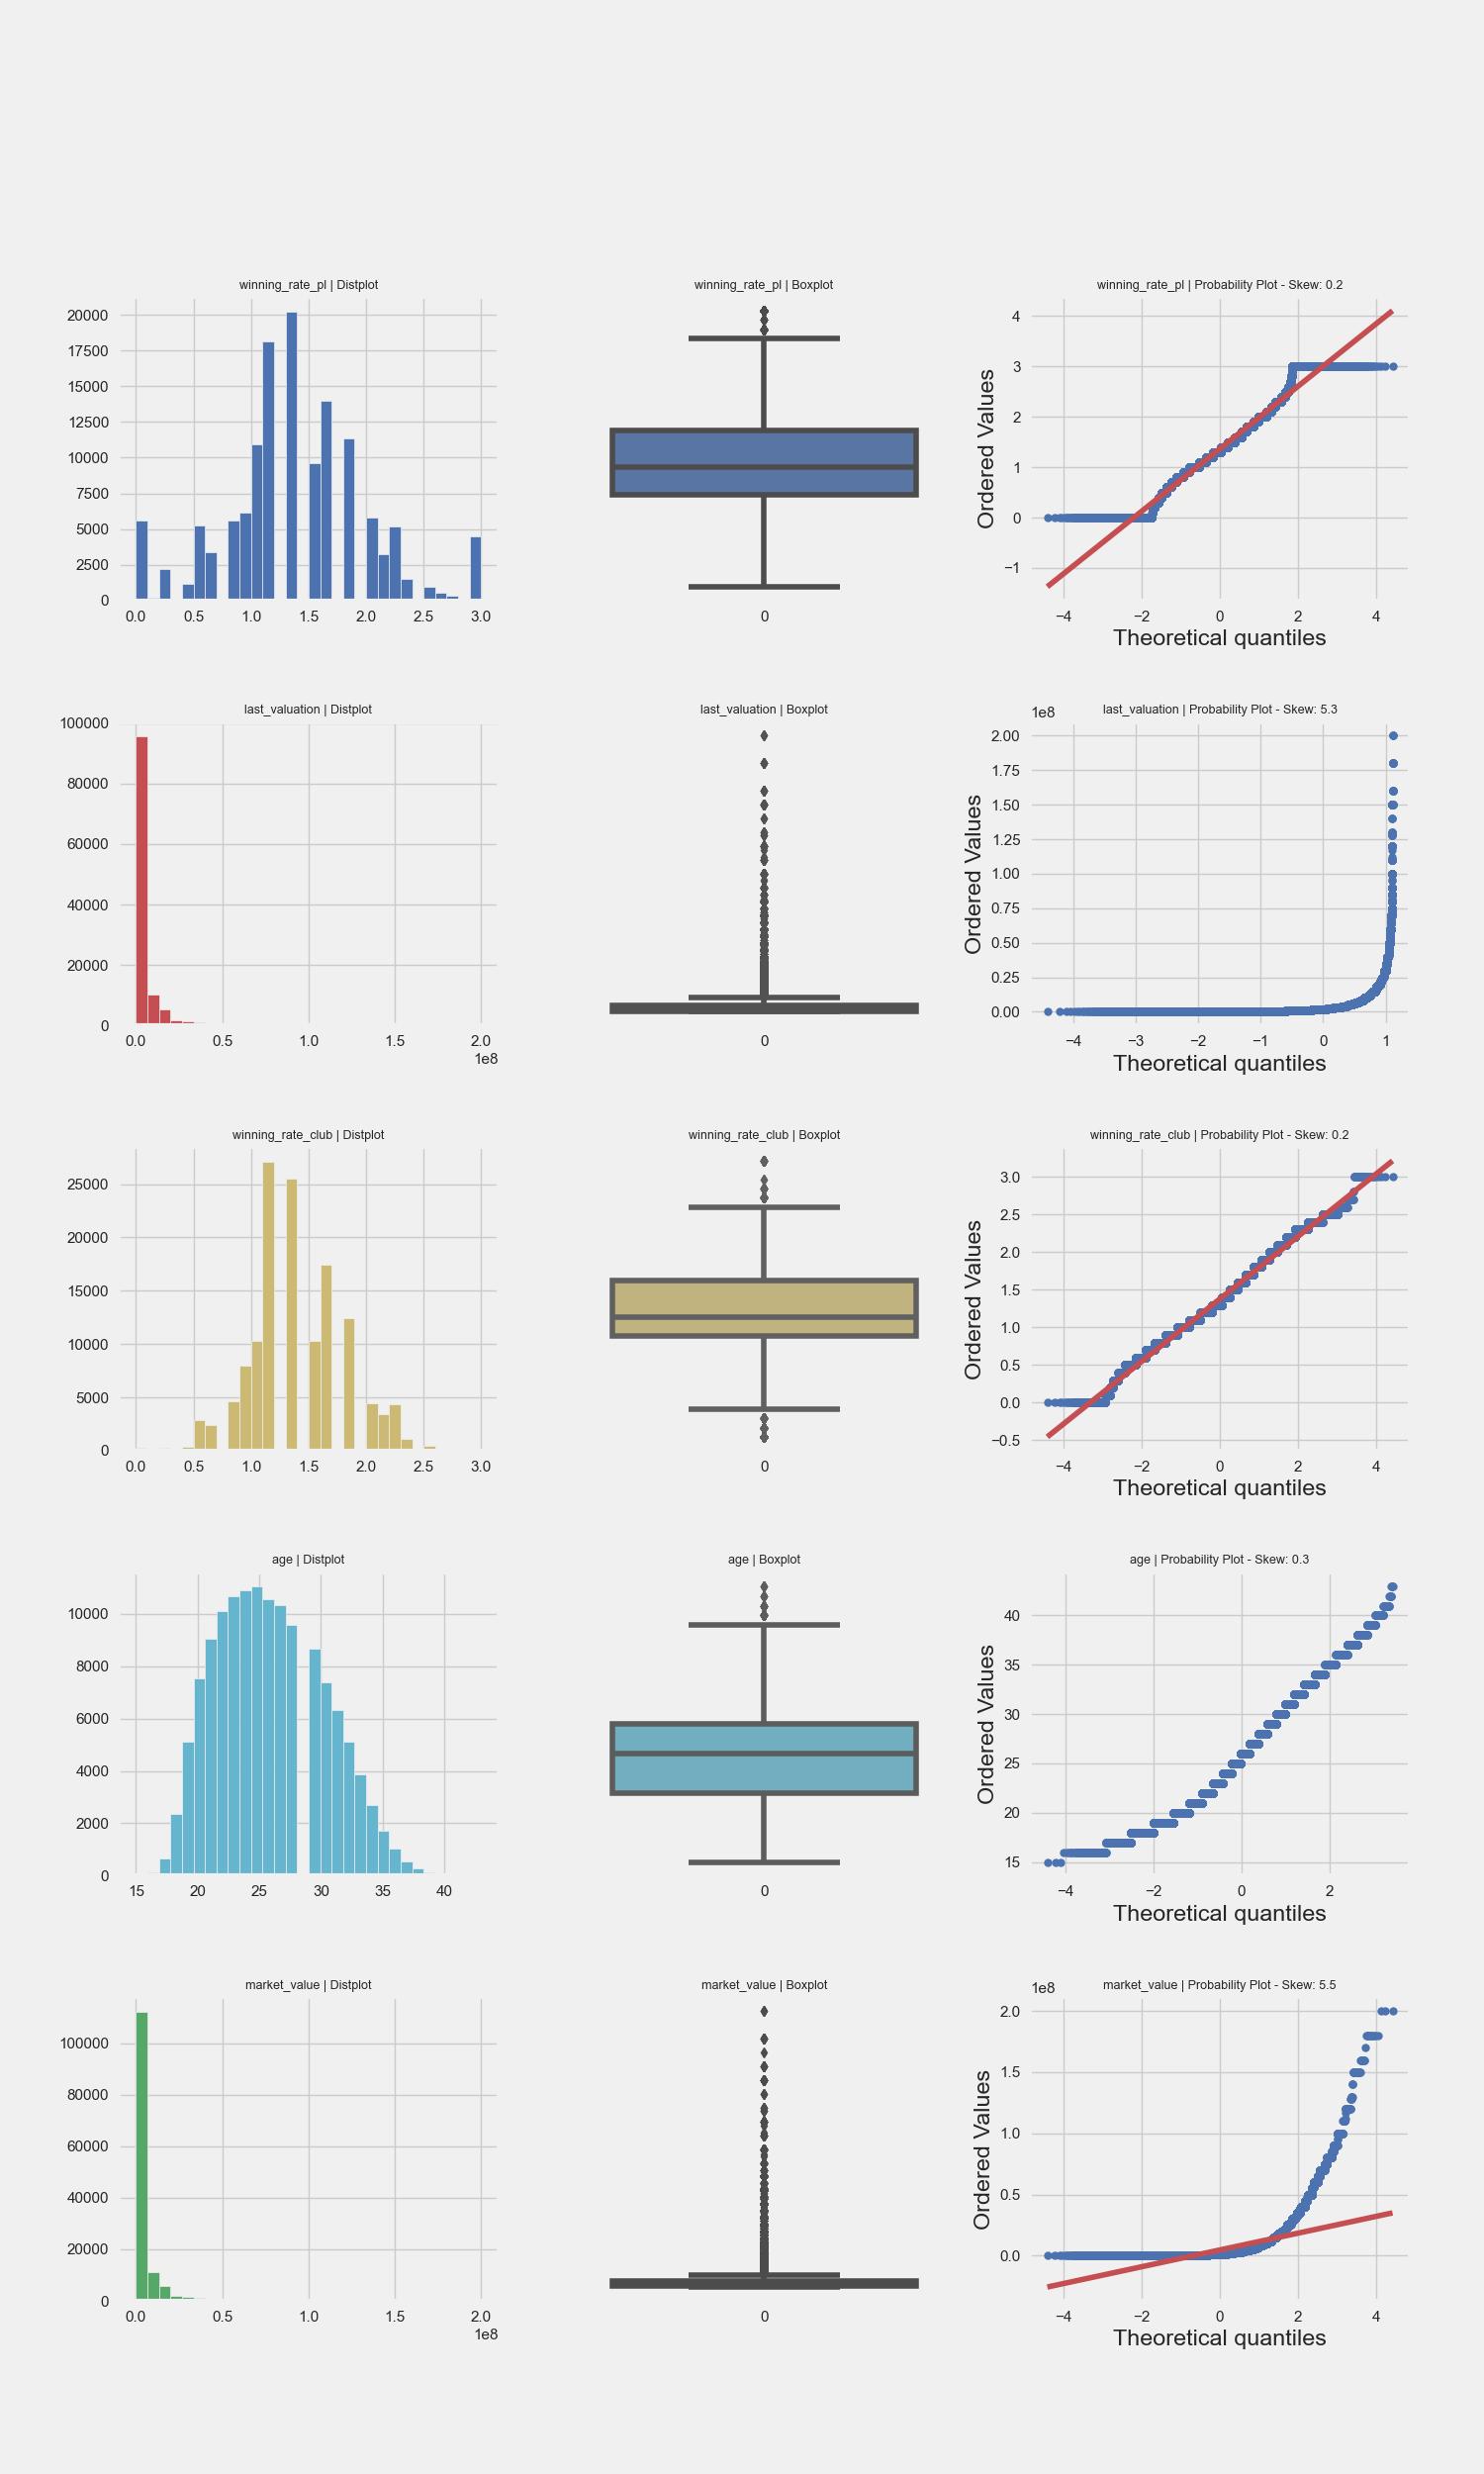 winning_rate_pl | Distplot
20000
17500
15000
12500
10000
7500
5000
2500
0
0.0 0.5 1.0 1.5 2.0 2.5 3.0
winning_rate_pl | Boxplot
0
winning_rate_pl | Probability Plot - Skew: 0.2
Ordered Values
4
3
2
1
0
−1
−4 −2 0 2 4
Theoretical quantiles
last_valuation | Distplot
100000
80000
60000
40000
20000
0
0.0 0.5 1.0 1.5 2.0
1e8
last_valuation | Boxplot
0
1e8
last_valuation | Probability Plot - Skew: 5.3
Ordered Values
2.00
1.75
1.50
1.25
1.00
0.75
0.50
0.25
0.00
−4 −3 −2 −1 0 1
Theoretical quantiles
winning_rate_club | Distplot
25000
20000
15000
10000
5000
0
0.0 0.5 1.0 1.5 2.0 2.5 3.0
winning_rate_club | Boxplot
0
winning_rate_club | Probability Plot - Skew: 0.2
Ordered Values
3.0
2.5
2.0
1.5
1.0
0.5
0.0
−0.5
−4 −2 0 2 4
Theoretical quantiles
age | Distplot
10000
8000
6000
4000
2000
0
15 20 25 30 35 40
age | Boxplot
0
age | Probability Plot - Skew: 0.3
Ordered Values
40
35
30
25
20
15
−4 −2 0 2
Theoretical quantiles
market_value | Distplot
100000
80000
60000
40000
20000
0
0.0 0.5 1.0 1.5 2.0
1e8
market_value | Boxplot
0
1e8
market_value | Probability Plot - Skew: 5.5
Ordered Values
2.0
1.5
1.0
0.5
0.0
−4 −2 0 2 4
Theoretical quantiles